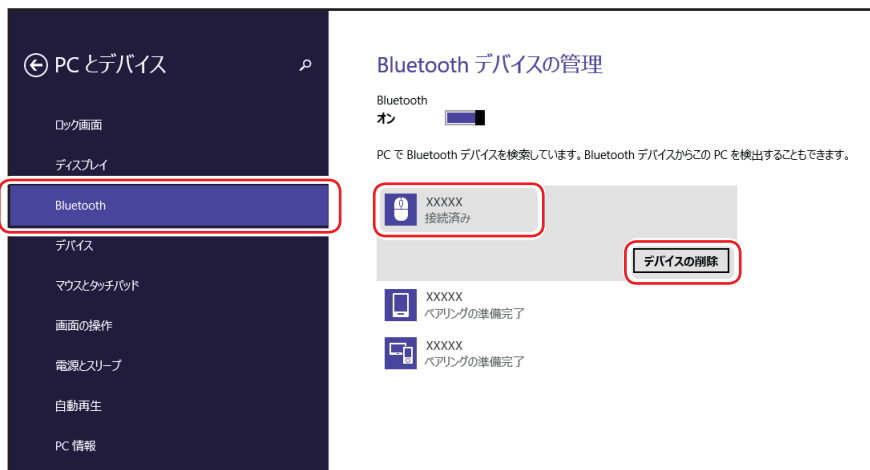 PC とデバイス
ロック画面
ディスプレイ
Bluetooth
デバイス
マウスとタッチパッド
画面の操作
電源とスリープ
自動再生
PC 情報
Bluetooth デバイスの管理
Bluetooth
オン
PC で Bluetooth デバイスを検索しています。Bluetooth デバイスからこの PC を検出することもできます。
XXXXX
接続済み
デバイスの削除
XXXXX
ペアリングの準備完了
XXXXX
ペアリングの準備完了